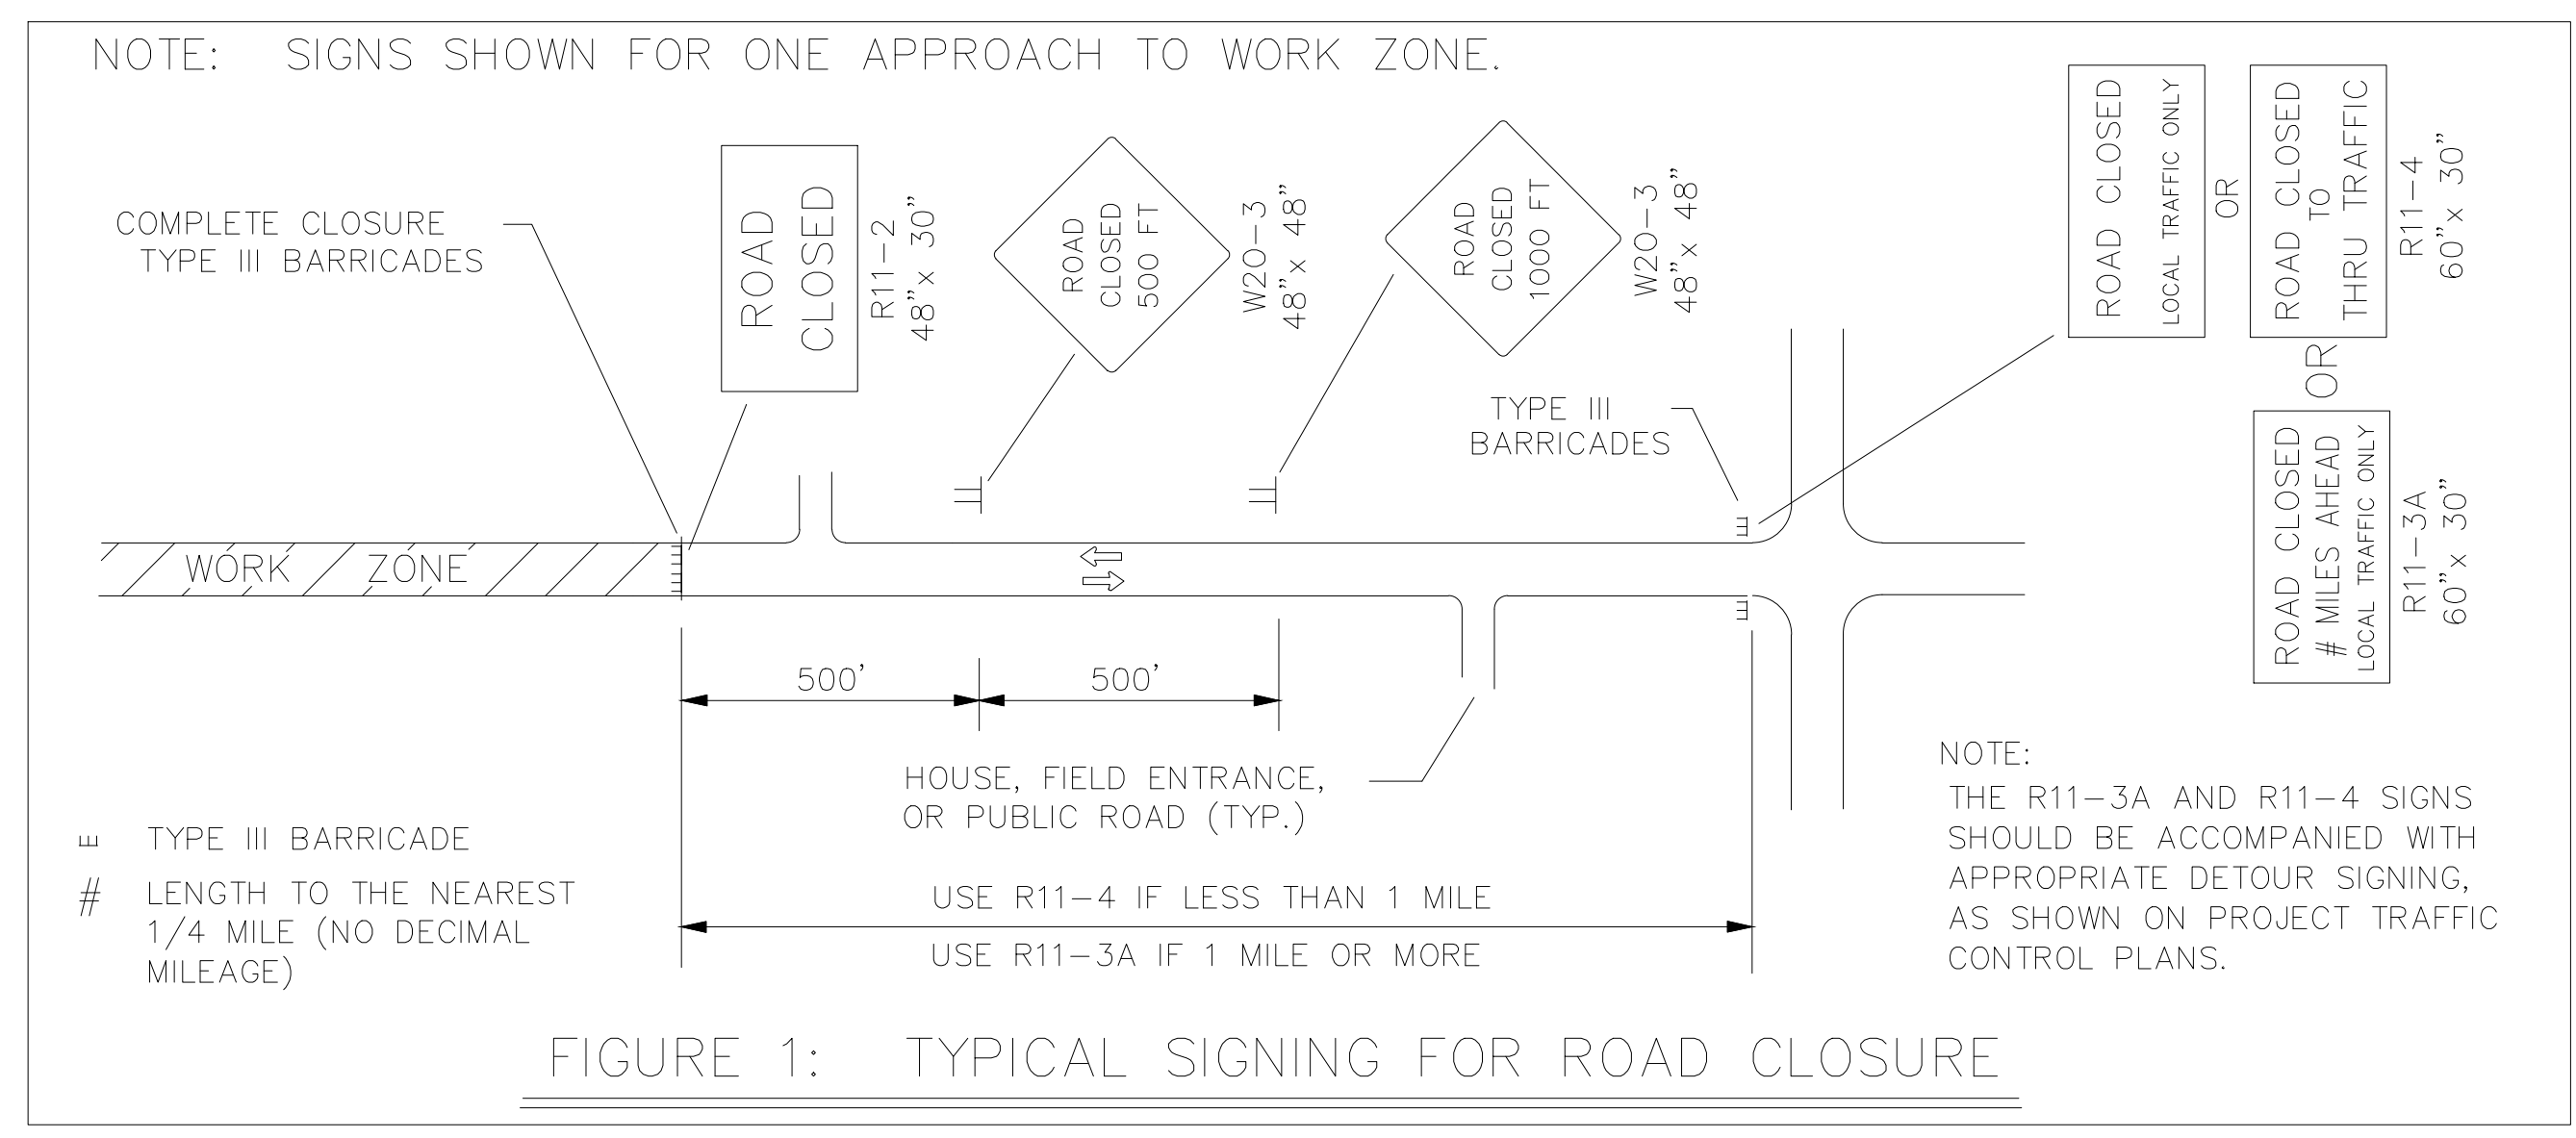 NOTE: SIGNS SHOWN FOR ONE APPROACH TO WORK ZONE.
COMPLETE CLOSURE
TYPE III BARRICADES
ROAD
CLOSED
R11-2
48"x 30"
ROAD
CLOSED
500 FT
W20-3
48"x 48"
ROAD
CLOSED
1000 FT
W20-3
48"x 48"
TYPE III
BARRICADES
ROAD CLOSED
LOCAL TRAFFIC ONLY
OR
ROAD CLOSED
TO
THRU TRAFFIC
R11-4
60"x 30"
OR
ROAD CLOSED
# MILES AHEAD
LOCAL TRAFFIC ONLY
R11-3A
60"x 30"
WORK ZONE
500'
500'
HOUSE, FIELD ENTRANCE,
OR PUBLIC ROAD (TYP.)
TYPE III BARRICADE
# LENGTH TO THE NEAREST
1/4 MILE (NO DECIMAL
MILEAGE)
USE R11-4 IF LESS THAN 1 MILE
USE R11-3A IF 1 MILE OR MORE
NOTE:
THE R11-3A AND R11-4 SIGNS
SHOULD BE ACCOMPANIED WITH
APPROPRIATE DETOUR SIGNING,
AS SHOWN ON PROJECT TRAFFIC
CONTROL PLANS.
FIGURE 1: TYPICAL SIGNING FOR ROAD CLOSURE